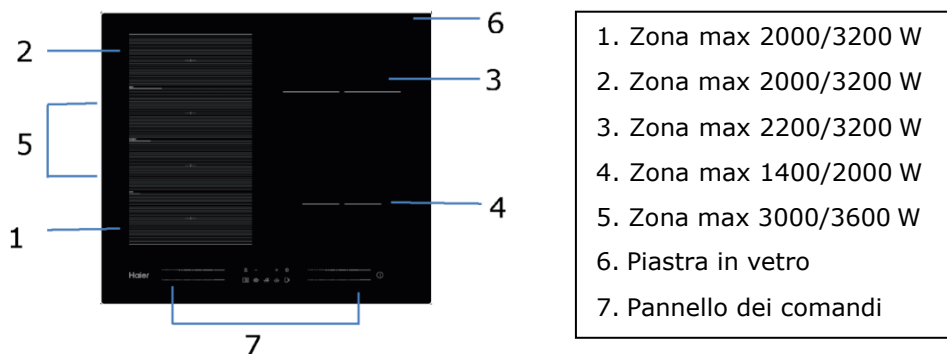 6
2
3
5
4
1
Haier
7
1. Zona max 2000/3200 W
2. Zona max 2000/3200 W
3. Zona max 2200/3200 W
4. Zona max 1400/2000 W
5. Zona max 3000/3600 W
6. Piastra in vetro
7. Pannello dei comandi